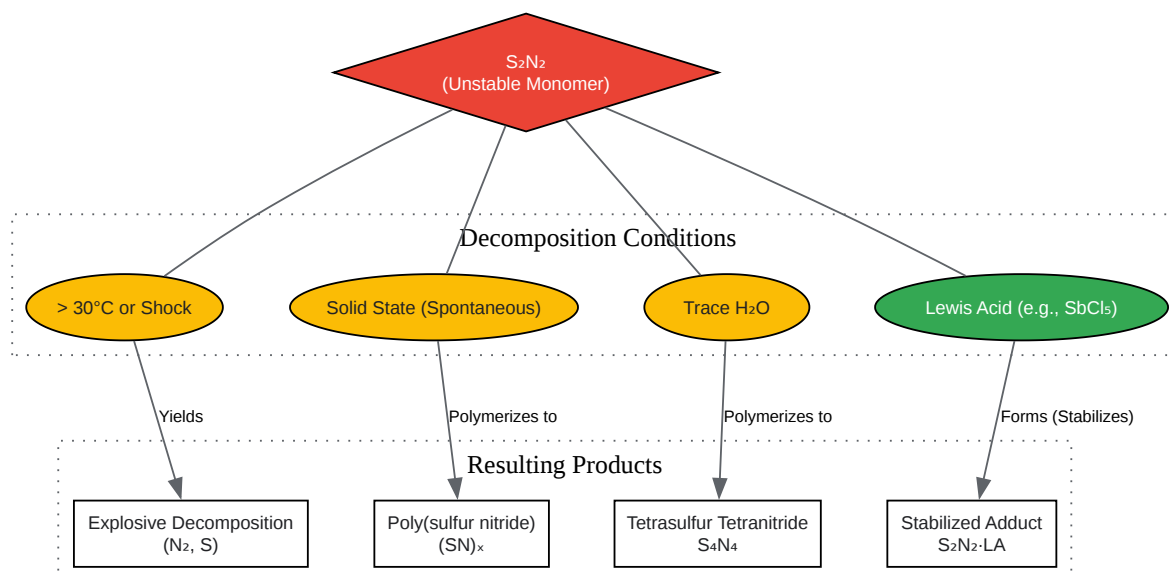 S₂N₂
(Unstable Monomer)
Decomposition Conditions
> 30°C or Shock
Solid State (Spontaneous)
Trace H₂O
Lewis Acid (e.g., SbCl₅)
Yields
Polymerizes to
Polymerizes to
Forms (Stabilizes)
Resulting Products
Explosive Decomposition
(N₂, S)
Poly(sulfur nitride)
(SN)ₓ
Tetrasulfur Tetranitride
S₄N₄
Stabilized Adduct
S₂N₂·LA